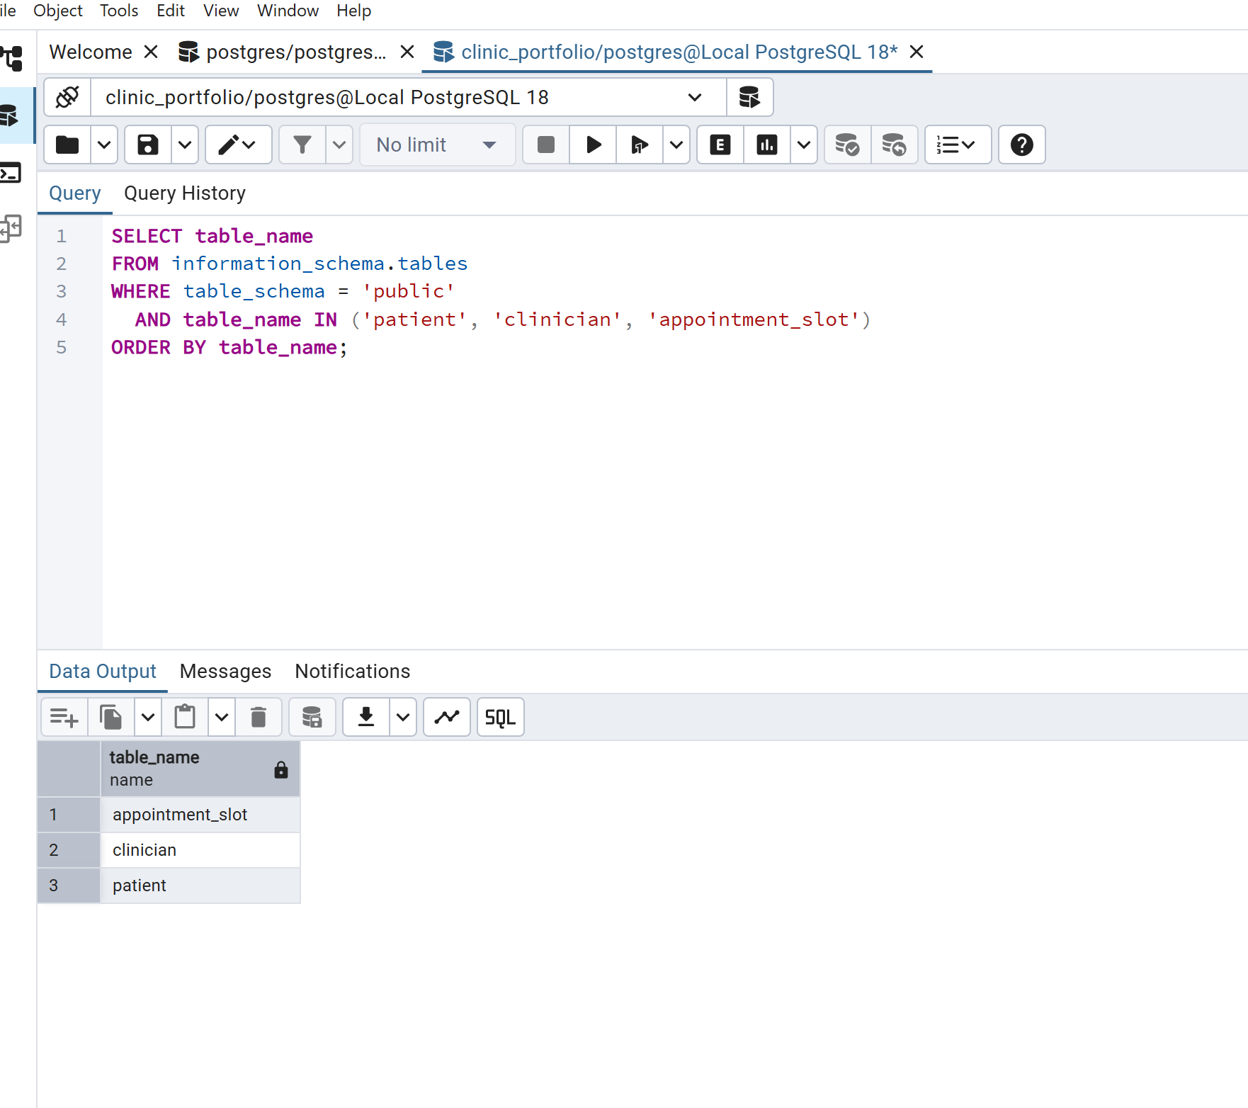 ile Object Tools Edit View Window Help
Welcome postgres/postgres... clinic_portfolio/postgres@Local PostgreSQL 18*
clinic_portfolio/postgres@Local PostgreSQL 18
No limit E ?
Query Query History
1 SELECT table_name
2 FROM information_schema.tables
3 WHERE table_schema = 'public'
4 AND table_name IN ('patient', 'clinician', 'appointment_slot')
5 ORDER BY table_name;
Data Output Messages Notifications
SQL
table_name
name
1 appointment_slot
2 clinician
3 patient